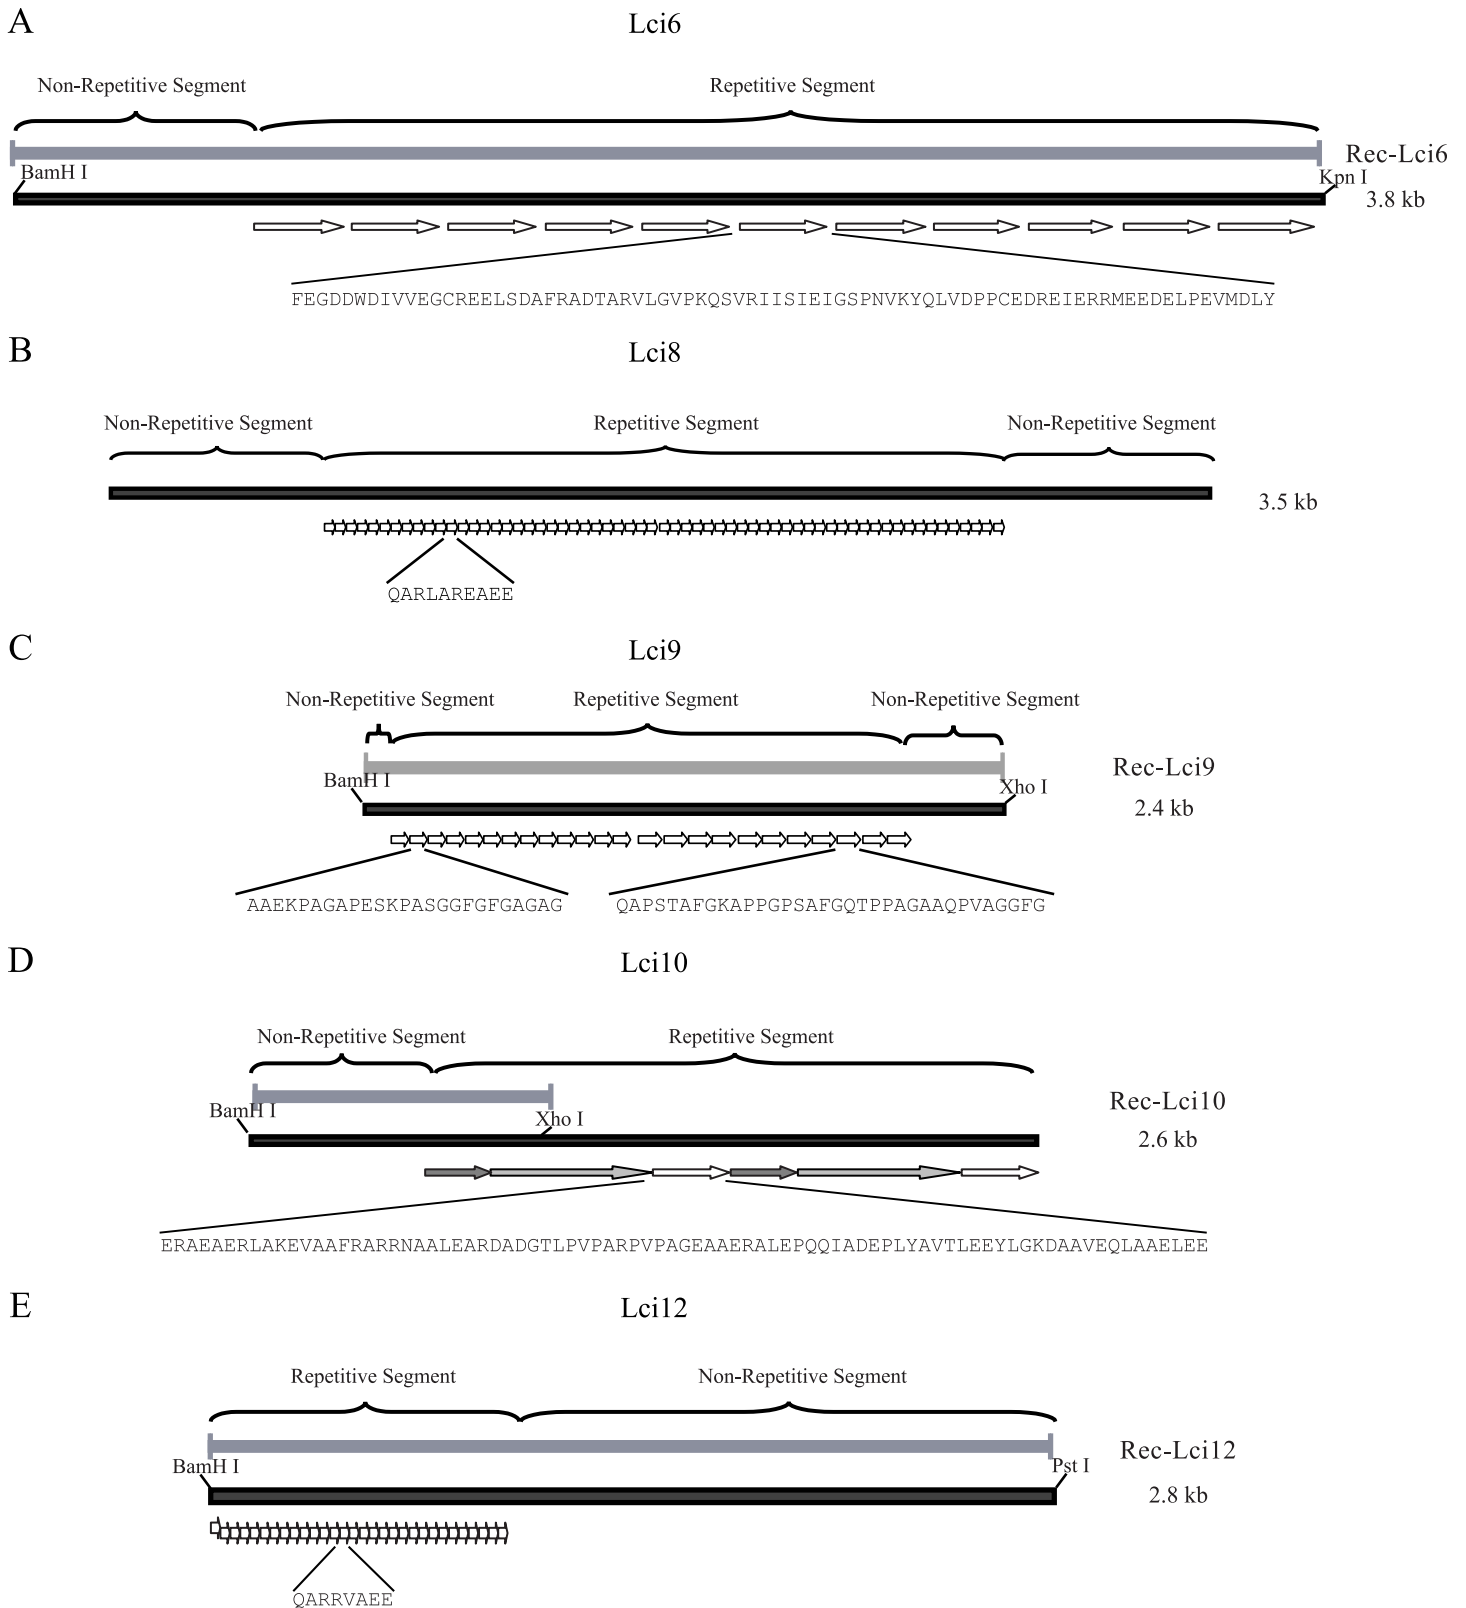 A
Lci6
Non-Repetitive Segment
Repetitive Segment
Rec-Lci6
BamH I
Kpn I
3.8 kb
FEGDDWDIVVEGCREELSDAFRADTARVLGVPKQSVRIISIEIGSPNVKYQLVDPPCEDREIERRMEEDELPEVMDLY
B
Lci8
Non-Repetitive Segment
Repetitive Segment
Non-Repetitive Segment
3.5 kb
QARLAREAEE
C
Lci9
Non-Repetitive Segment
Repetitive Segment
Non-Repetitive Segment
Rec-Lci9
BamH I
Xho I
2.4 kb
AAEKPAGAPESKPASGGFGFGAGAG
QAPSTAFGKAPPGPSAFGQTPPAGAAQPVAGGFG
D
Lci10
Non-Repetitive Segment
Repetitive Segment
Rec-Lci10
BamH I
Xho I
2.6 kb
ERAEAERLAKEVAAFRARRNAALEARDADGTLPVPARPVPAGEAAERALEPQQIADEPLYAVTLEEYLGKDAAVEQLAAELEE
E
Lci12
Repetitive Segment
Non-Repetitive Segment
Rec-Lci12
BamH I
Pst I
2.8 kb
QARRVAEE